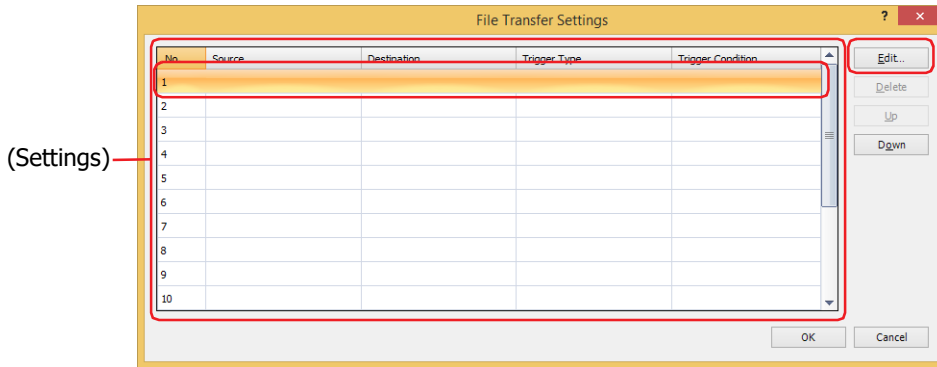 File Transfer Settings
?
No. Source Destination Trigger Type Trigger Condition
Edit...
1
Delete
2
Up
3
Down
(Settings)
4
5
6
7
8
9
10
OK Cancel